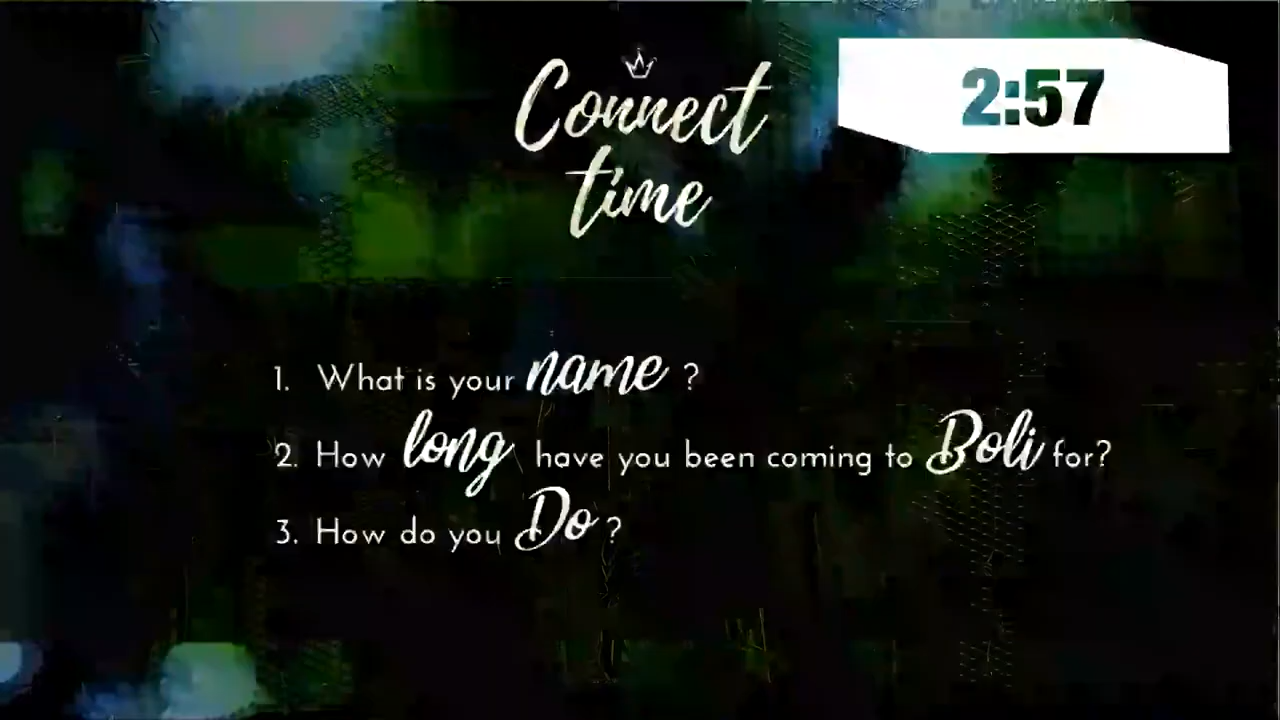 Connect
time
2:57
1. What is your name ?
2. How long have you been coming to Boli for?
3. How do you Do ?